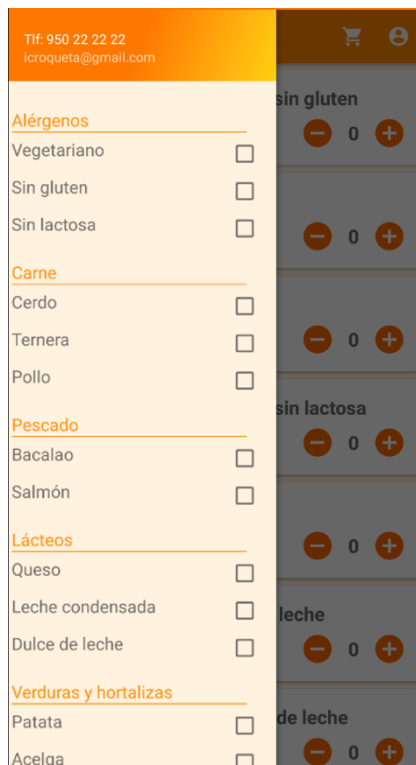 Tlf: 950 22 22 22
icroqueta@gmail.com
Alérgenos
Vegetariano
Sin gluten
Sin lactosa
Carne
Cerdo
Ternera
Pollo
Pescado
Bacalao
Salmón
Lácteos
Queso
Leche condensada
Dulce de leche
Verduras y hortalizas
Patata
Acelga
sin gluten
0
0
0
sin lactosa
0
0
leche
0
de leche
0